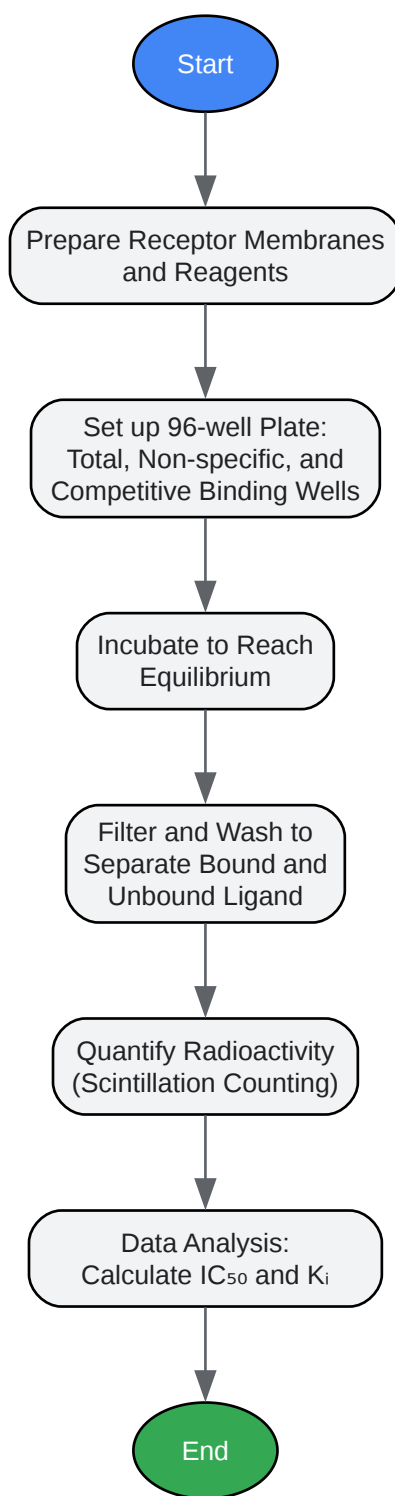 Start
Prepare Receptor Membranes
and Reagents
Set up 96-well Plate:
Total, Non-specific, and
Competitive Binding Wells
Incubate to Reach
Equilibrium
Filter and Wash to
Separate Bound and
Unbound Ligand
Quantify Radioactivity
(Scintillation Counting)
Data Analysis:
Calculate IC₅₀ and Kᵢ
End